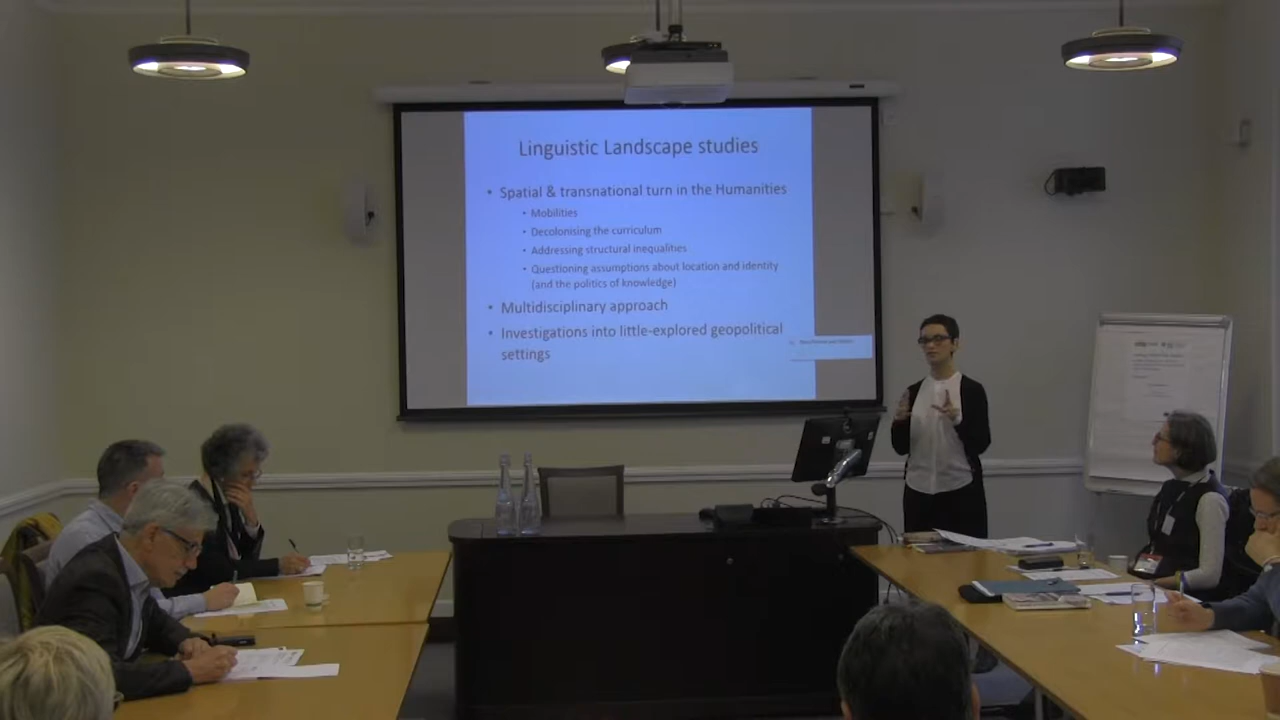 Linguistic Landscape studies
• Spatial & transnational turn in the Humanities
• Mobilities
• Decolonising the curriculum
• Addressing structural inequalities
• Questioning assumptions about location and identity
(and the politics of knowledge)
• Multidisciplinary approach
• Investigations into little-explored geopolitical
settings